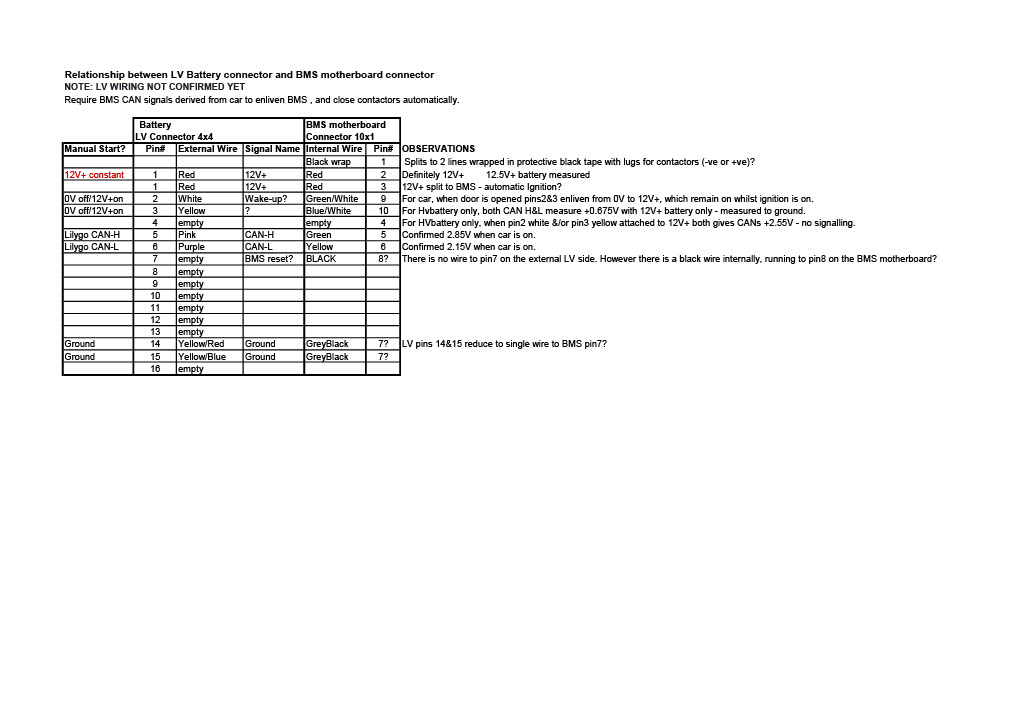 Relationship between LV Battery connector and BMS motherboard connector
NOTE: LV WIRING NOT CONFIRMED YET
Require BMS CAN signals derived from car to enliven BMS , and close contactors automatically.
Battery BMS motherboard
LV Connector 4x4 Connector 10x1
Manual Start? Pin# External Wire Signal Name Internal Wire Pin# OBSERVATIONS
Black wrap 1 Splits to 2 lines wrapped in protective black tape with lugs for contactors (-ve or +ve)?
12V+ constant 1 Red 12V+ Red 2 Definitely 12V+ 12.5V+ battery measured
1 Red 12V+ Red 3 12V+ split to BMS - automatic Ignition?
0V off/12V+on 2 White Wake-up? Green/White 9 For car, when door is opened pins2&3 enliven from 0V to 12V+, which remain on whilst ignition is on.
0V off/12V+on 3 Yellow ? Blue/White 10 For Hvbattery only, both CAN H&L measure +0.675V with 12V+ battery only - measured to ground.
4 empty empty 4 For HVbattery only, when pin2 white &/or pin3 yellow attached to 12V+ both gives CANs +2.55V - no signalling.
Lilygo CAN-H 5 Pink CAN-H Green 5 Confirmed 2.85V when car is on.
Lilygo CAN-L 6 Purple CAN-L Yellow 6 Confirmed 2.15V when car is on.
7 empty BMS reset? BLACK 8? There is no wire to pin7 on the external LV side. However there is a black wire internally, running to pin8 on the BMS motherboard?
8 empty
9 empty
10 empty
11 empty
12 empty
13 empty
Ground 14 Yellow/Red Ground GreyBlack 7? LV pins 14&15 reduce to single wire to BMS pin7?
Ground 15 Yellow/Blue Ground GreyBlack 7?
16 empty